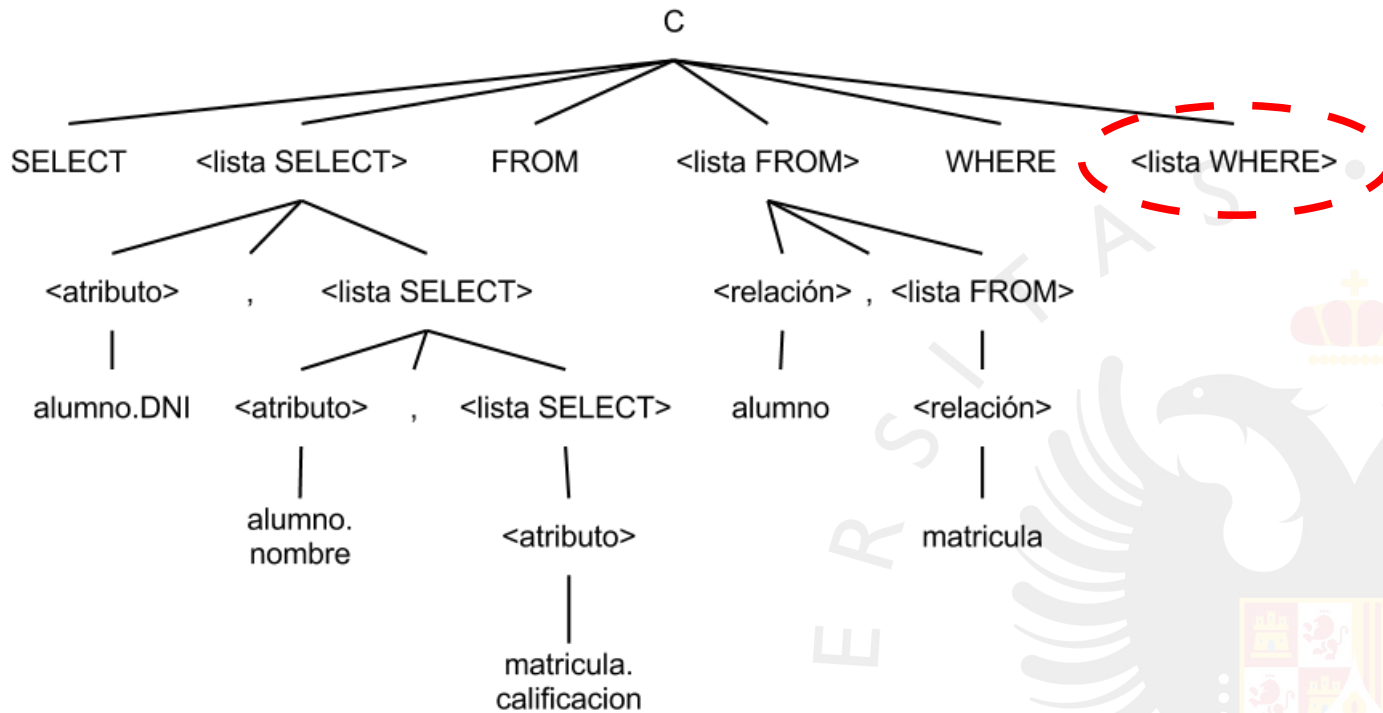 C
SELECT <lista SELECT> FROM <lista FROM> WHERE <lista WHERE>
<atributo> , <lista SELECT> <relación> , <lista FROM>
alumno.DNI <atributo> , <lista SELECT> alumno <relación>
alumno.
nombre
<atributo>
matricula
matricula.
calificacion
E R S I T A S